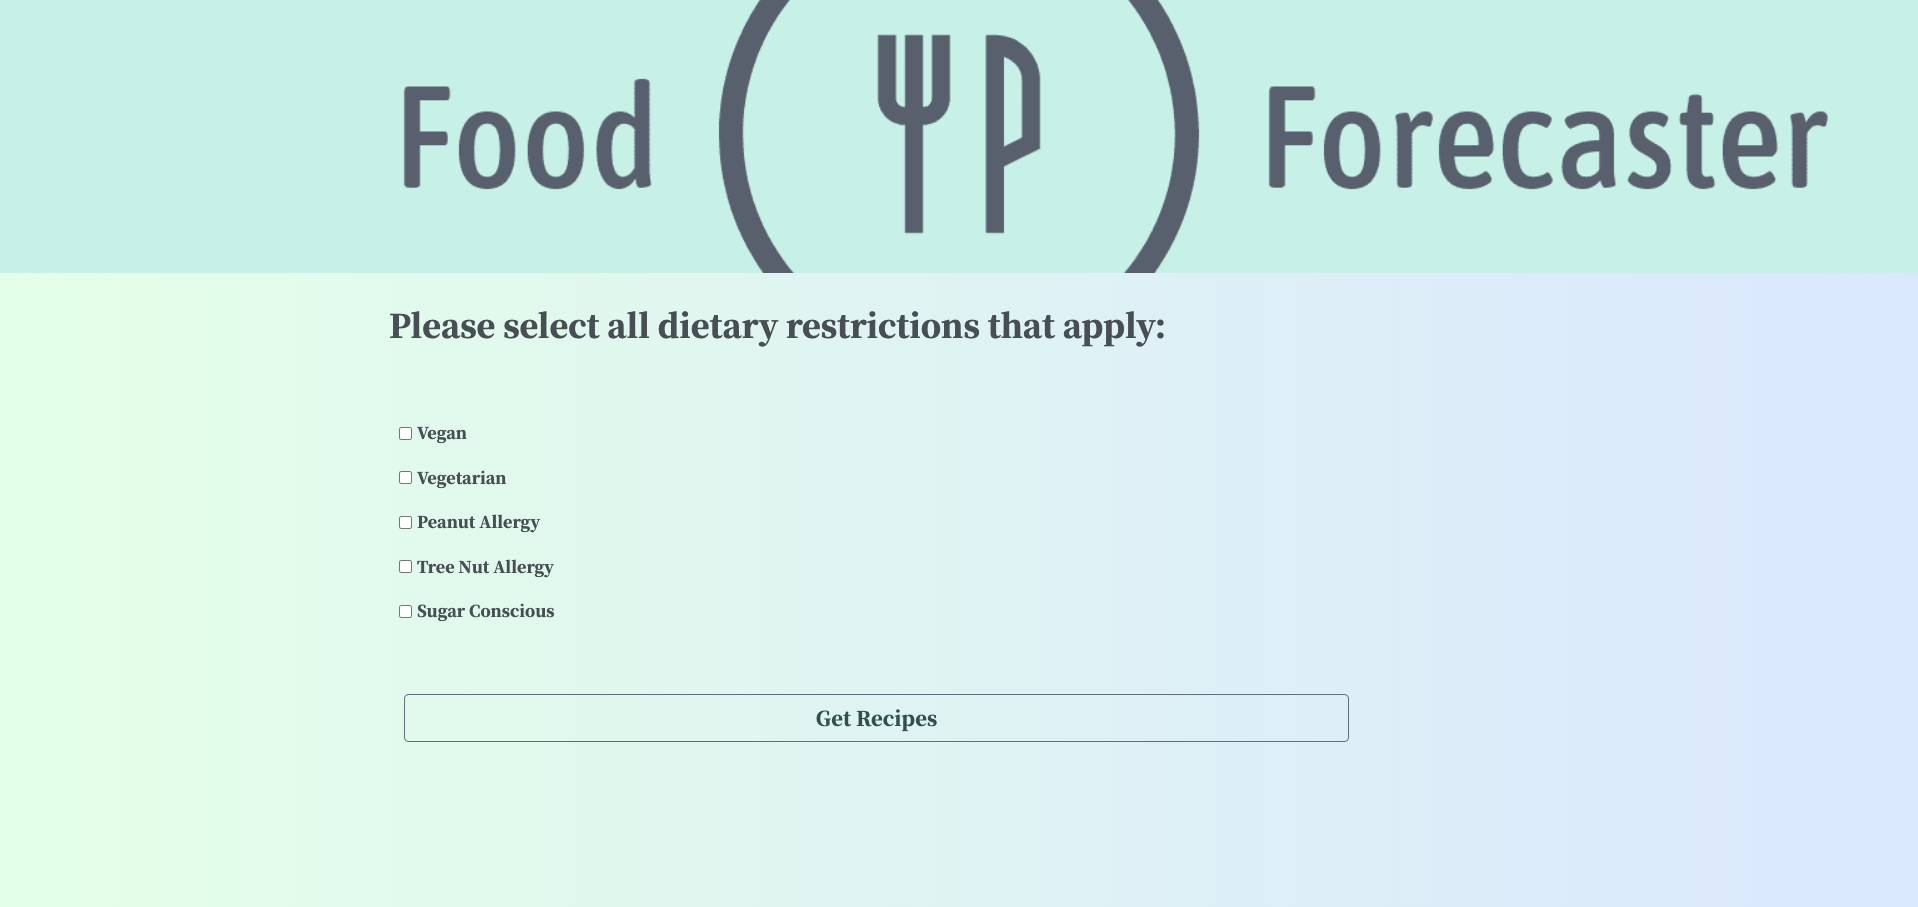 Food Forecaster
Please select all dietary restrictions that apply:
Vegan
Vegetarian
Peanut Allergy
Tree Nut Allergy
Sugar Conscious
Get Recipes